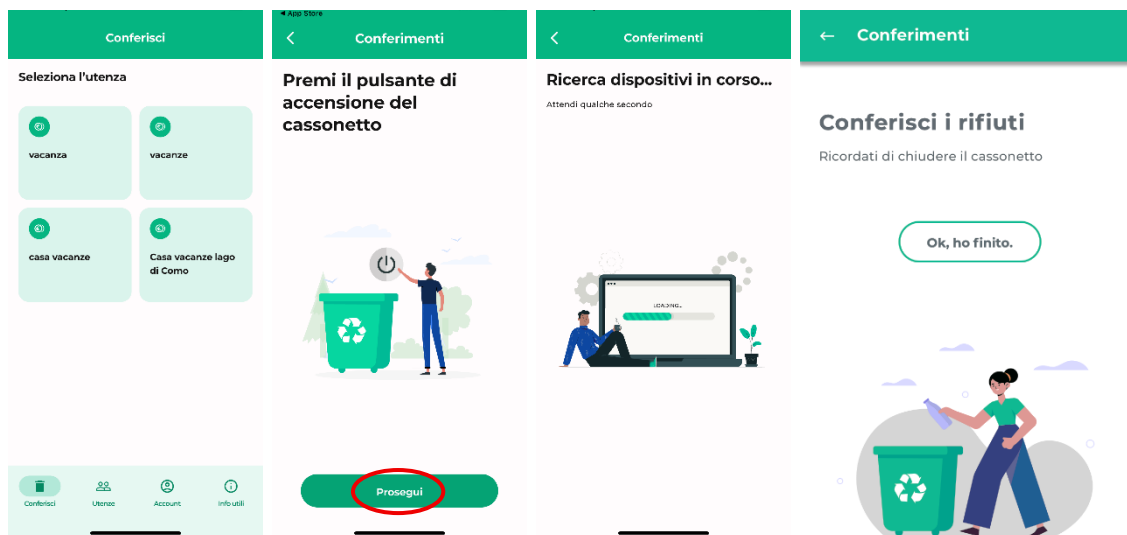 Conferisci
Seleziona l'utenza
vacanza
vacanze
casa vacanze
Casa vacanze lago
di Como
Conferisci
Utenze
Account
Info utili
App Store
Conferimenti
Premi il pulsante di
accensione del
cassonetto
Prosegui
Conferimenti
Ricerca dispositivi in corso...
Attendi qualche secondo
LOADING...
Conferimenti
Conferisci i rifiuti
Ricordati di chiudere il cassonetto
Ok, ho finito.